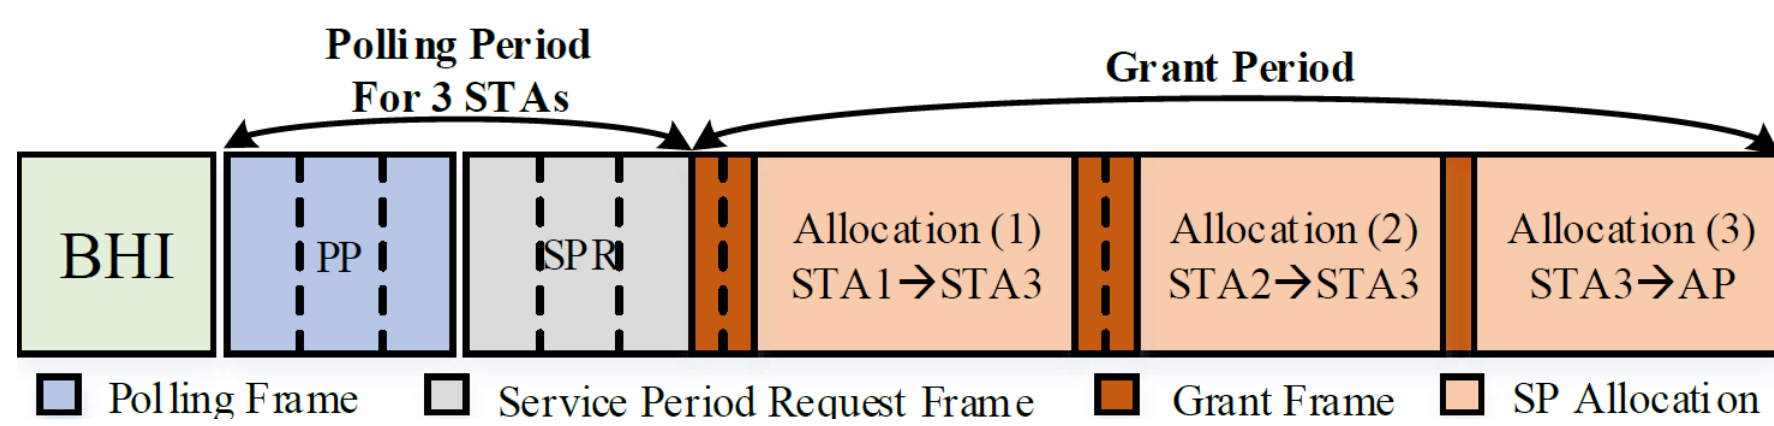 Polling Period
For 3 STAs
Grant Period
BHI
PP
SPR
Allocation (1)
STA1→STA3
Allocation (2)
STA2→STA3
Allocation (3)
STA3→AP
Polling Frame
Service Period Request Frame
Grant Frame
SP Allocation